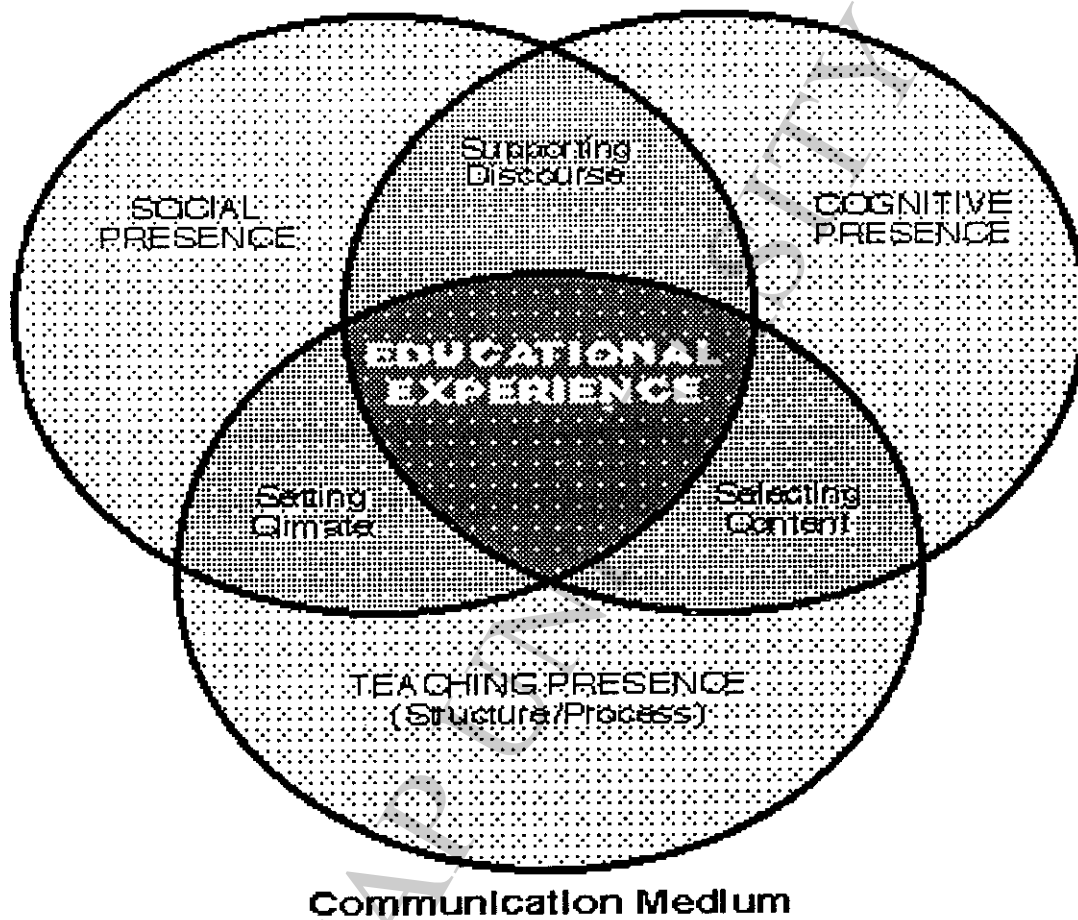 Supporting
Discourse
SOCIAL
PRESENCE
COGNITIVE
PRESENCE
EDUCATIONAL
EXPERIENCE
Setting
Climate
Selecting
Content
TEACHING PRESENCE
(Structure/Process)
Communication Medium